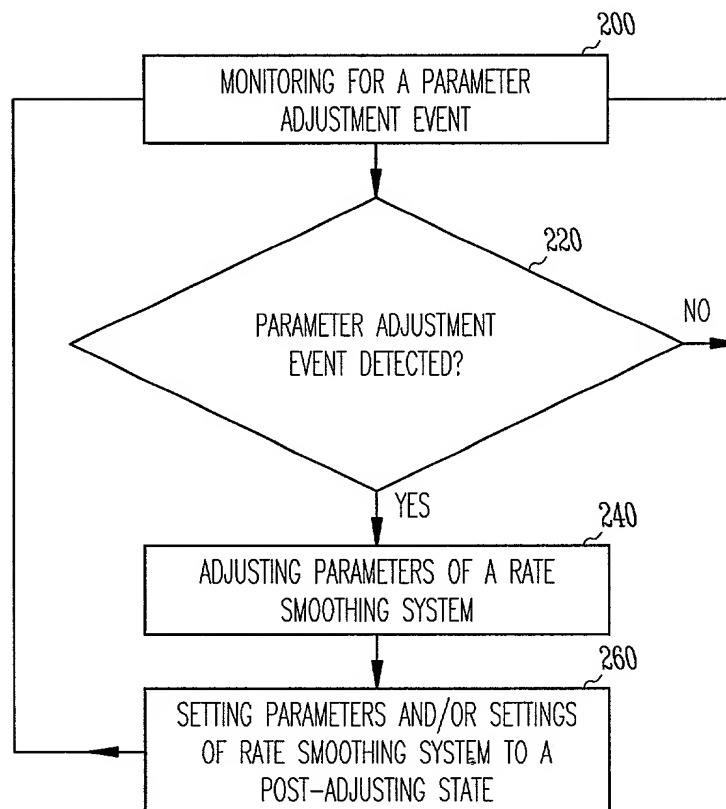 200
MONITORING FOR A PARAMETER
ADJUSTMENT EVENT
220
PARAMETER ADJUSTMENT
EVENT DETECTED?
NO
YES
240
ADJUSTING PARAMETERS OF A RATE
SMOOTHING SYSTEM
260
SETTING PARAMETERS AND/OR SETTINGS
OF RATE SMOOTHING SYSTEM TO A
POST-ADJUSTING STATE